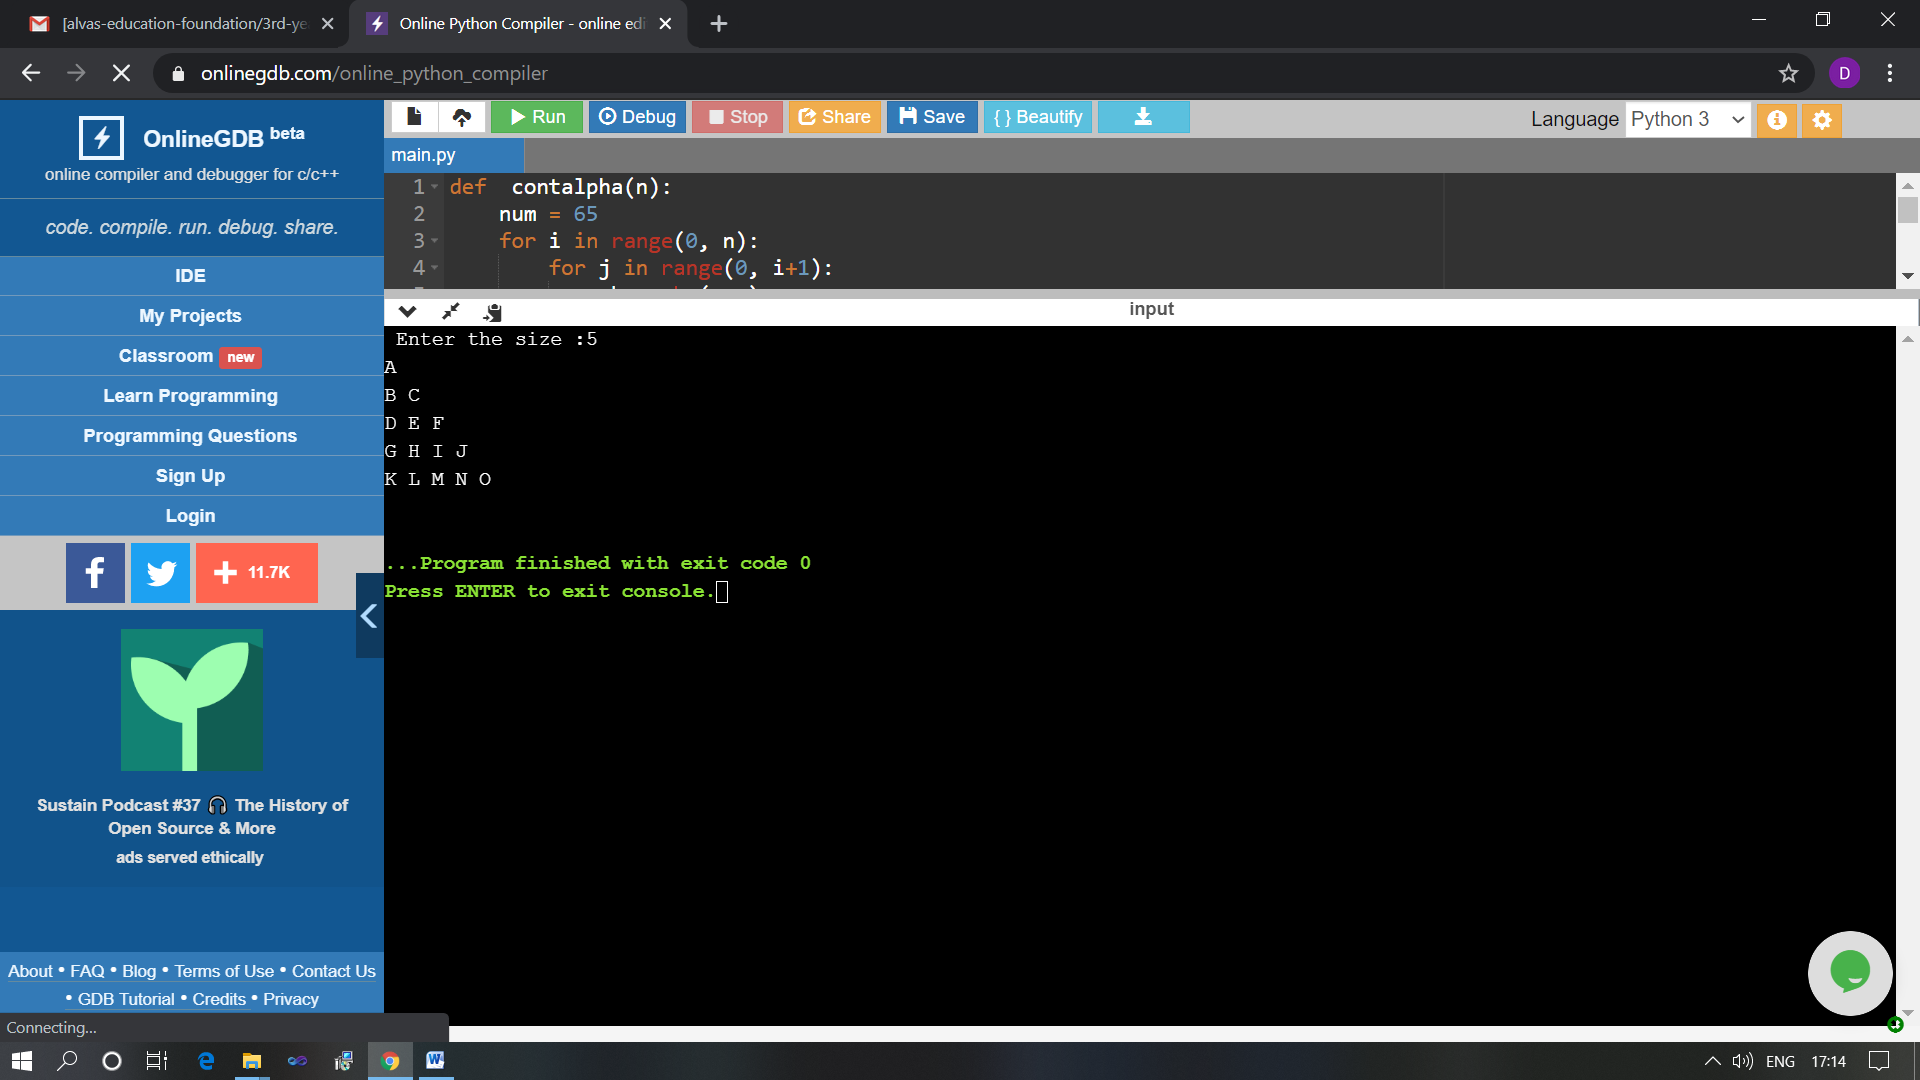 [alvas-education-foundation/3rd-ye
Online Python Compiler - online edi
onlinegdb.com/online_python_compiler
D
OnlineGDB beta
online compiler and debugger for c/c++
code. compile. run. debug. share.
IDE
My Projects
Classroom new
Learn Programming
Programming Questions
Sign Up
Login
f
+ 11.7K
Sustain Podcast #37 🎧 The History of
Open Source & More
ads served ethically
About • FAQ • Blog • Terms of Use • Contact Us
• GDB Tutorial • Credits • Privacy
Connecting...
Run Debug Stop Share Save { } Beautify
Language Python 3
main.py
1 def  contalpha(n):
2     num = 65
3     for i in range(0, n):
4         for j in range(0, i+1):
input
Enter the size :5
A
B C
D E F
G H I J
K L M N O
...Program finished with exit code 0
Press ENTER to exit console.
ENG 17:14